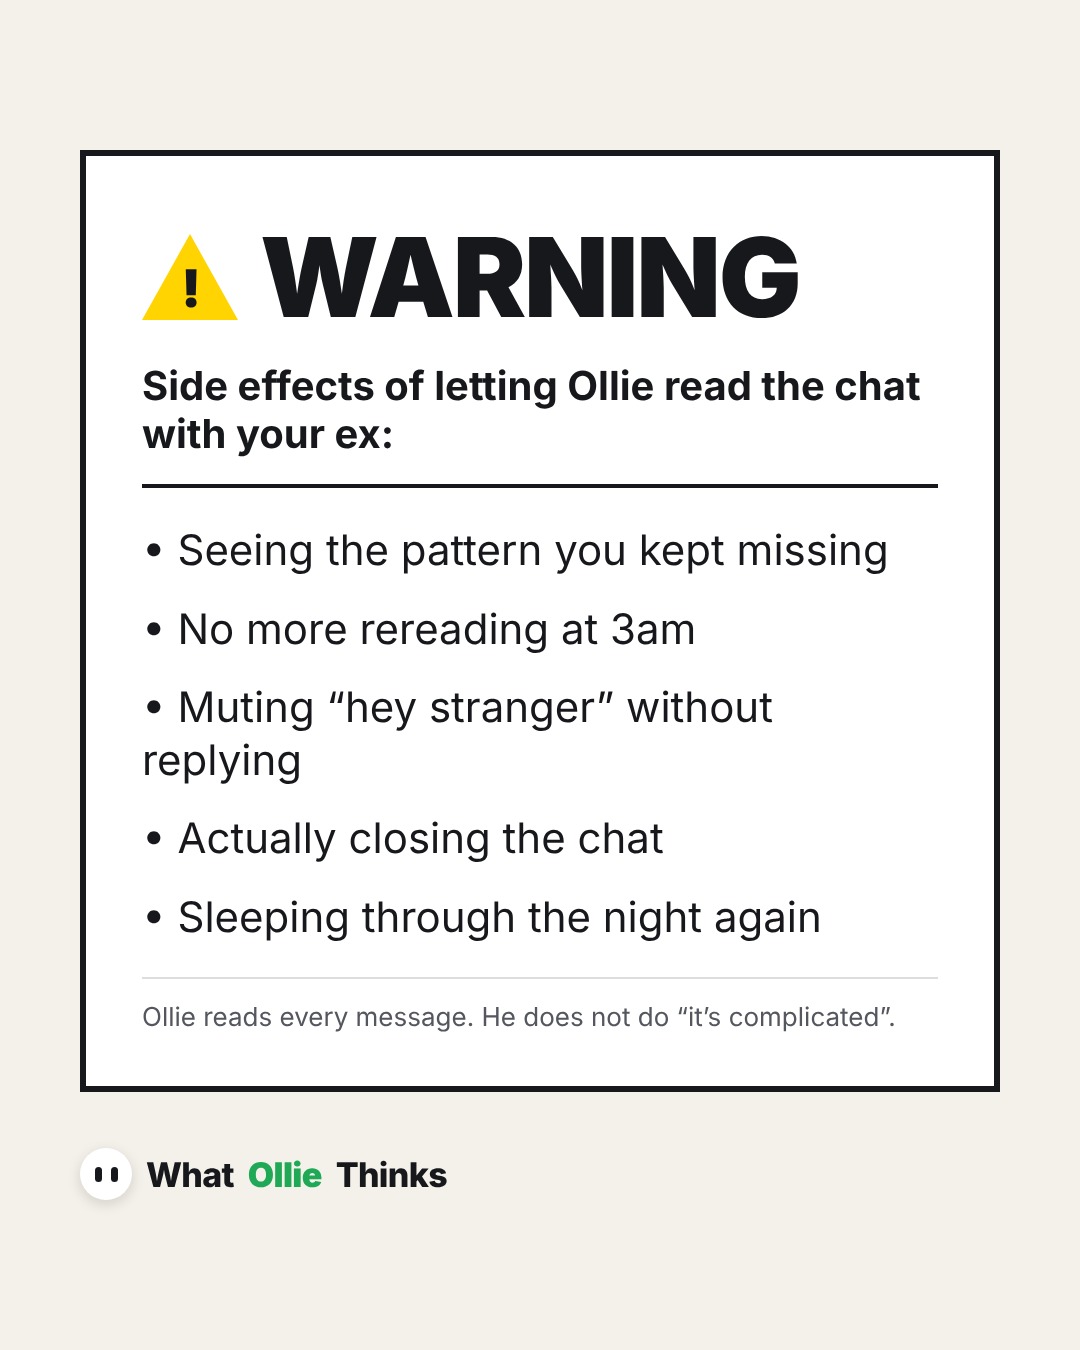 ! WARNING
Side effects of letting Ollie read the chat
with your ex:
• Seeing the pattern you kept missing
• No more rereading at 3am
• Muting “hey stranger” without
replying
• Actually closing the chat
• Sleeping through the night again
Ollie reads every message. He does not do “it’s complicated”.
What Ollie Thinks